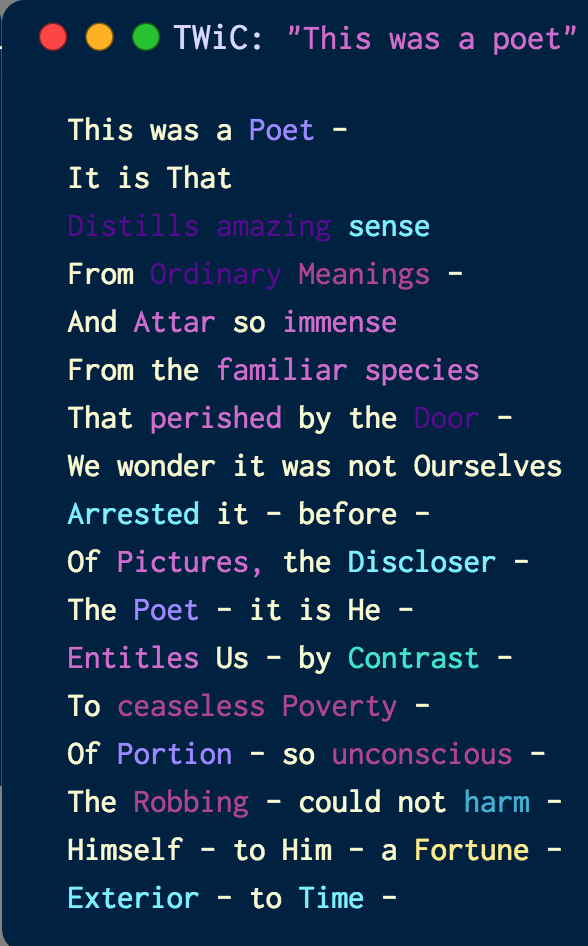 TWiC: "This was a poet"
This was a Poet –
It is That
Distills amazing sense
From Ordinary Meanings –
And Attar so immense
From the familiar species
That perished by the Door –
We wonder it was not Ourselves
Arrested it – before –
Of Pictures, the Discloser –
The Poet – it is He –
Entitles Us – by Contrast –
To ceaseless Poverty –
Of Portion – so unconscious –
The Robbing – could not harm –
Himself – to Him – a Fortune –
Exterior – to Time –